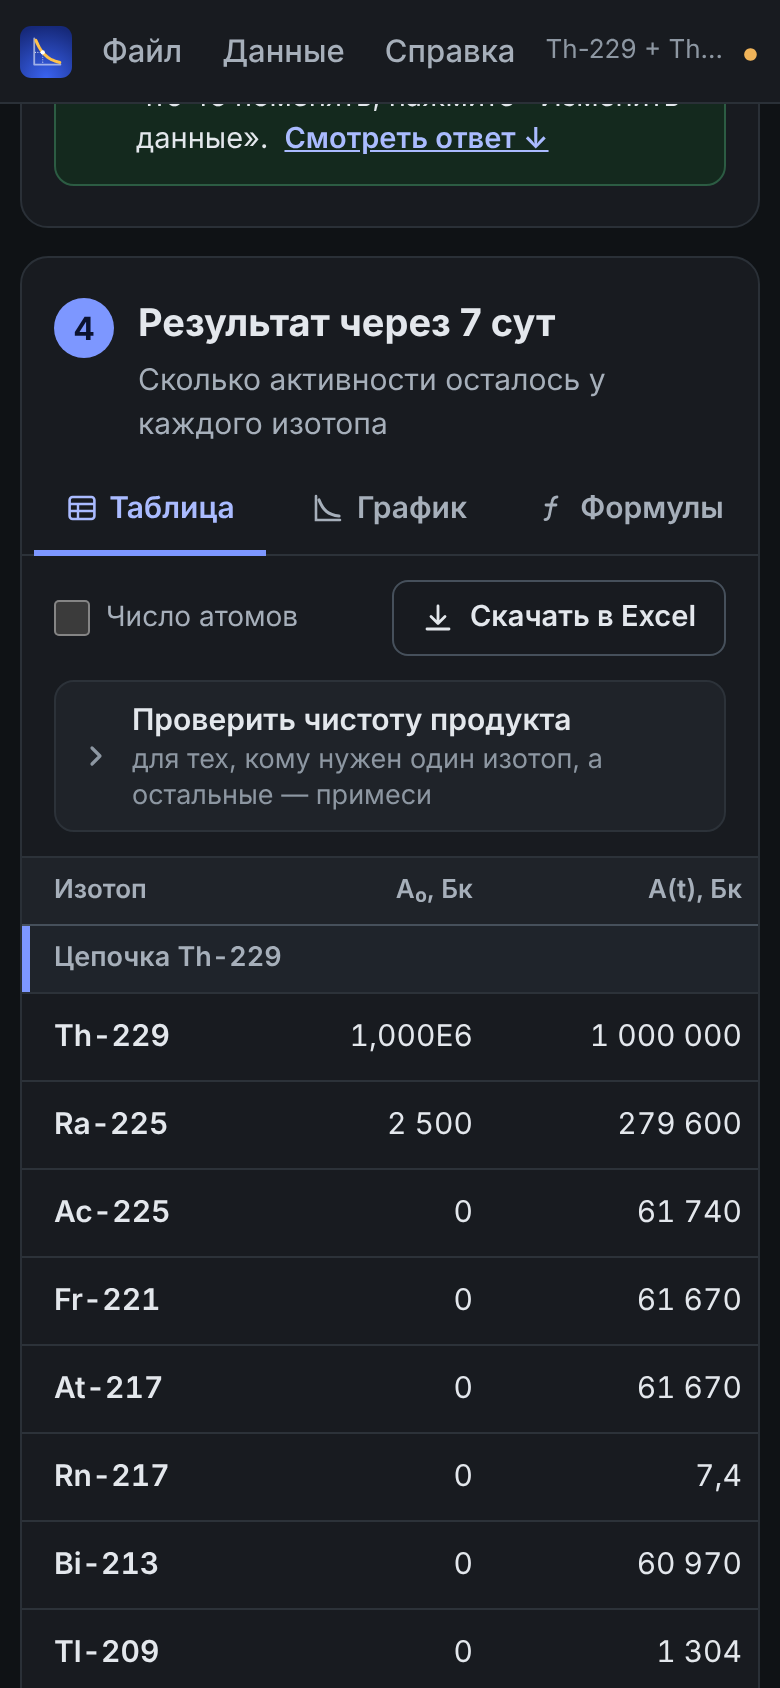 Файл Данные Справка Th-229 + Th...
данные». Смотреть ответ ↓
4 Результат через 7 сут
Сколько активности осталось у
каждого изотопа
Таблица График ƒ Формулы
Число атомов Скачать в Excel
Проверить чистоту продукта
для тех, кому нужен один изотоп, а
остальные — примеси
Изотоп A₀, Бк A(t), Бк
Цепочка Th-229
Th-229 1,000E6 1 000 000
Ra-225 2 500 279 600
Ac-225 0 61 740
Fr-221 0 61 670
At-217 0 61 670
Rn-217 0 7,4
Bi-213 0 60 970
Tl-209 0 1 304